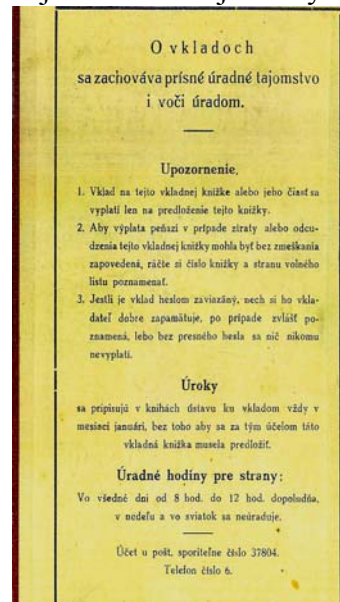 O vkladoch
sa zachováva prísné úradné tajomstvo
i voči úradom.
Upozornenie.
1. Vklad na tejto vkladnej knižke alebo jeho čiastsa
vyplatí len na predloženie tejto knižky.
2. Aby výplata peňazí v prípade ztraty alebo odcu-
dzenia tejto vkladnej knižky mohla byť bez zmeškania
zapovedená, ráčte si číslo knižky a stranu volného
listu poznamenať.
3. Jestli je vklad heslom zaviazáný, nech si ho vkla-
dateľ dobre zapamätuje, po prípade zvlášť po-
znamená, lebo bez presného hesla sa nič nikomu
nevyplatí.
Úroky
sa pripisujú v knihách ústavu ku vkladom vždy v
mesiaci januári, bez toho aby sa za tým účelom táto
vkladná knižka musela predložiť.
Úradné hodiny pre strany:
Vo všedné dni od 8 hod. do 12 hod. dopoludňa,
v nedeľu a vo sviatok sa neúraduje.
Účet u pošt. sporiteľne číslo 37804.
Telefon číslo 6.